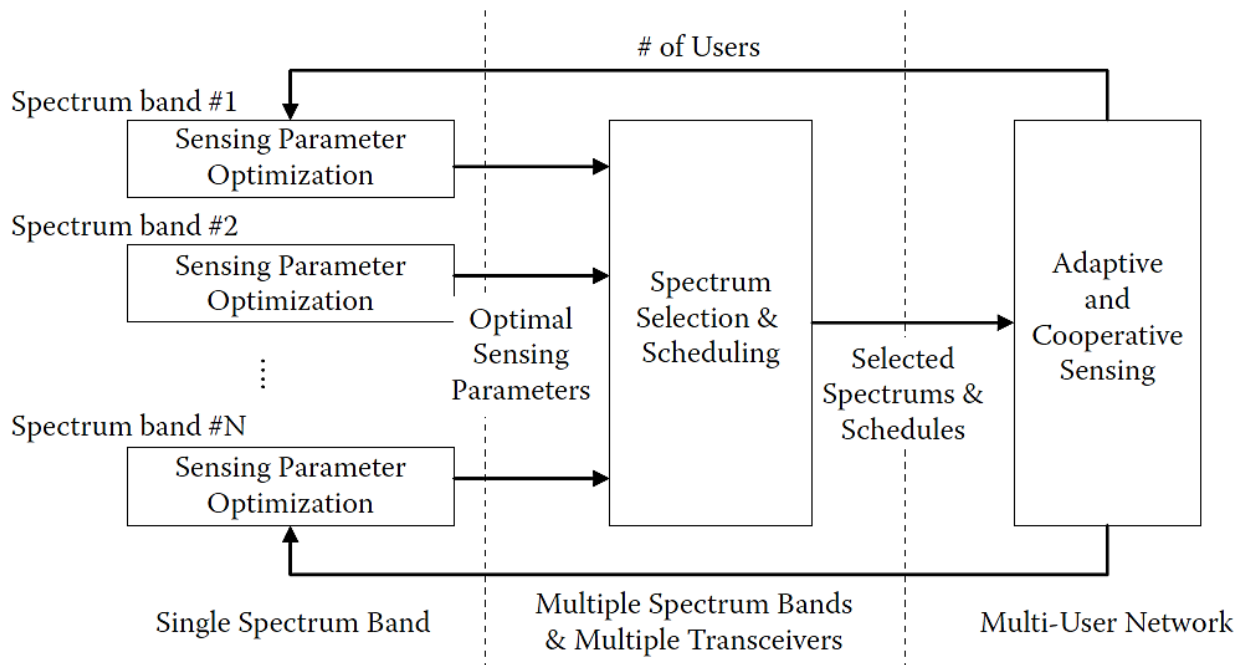 # of Users
Spectrum band #1
Sensing Parameter
Optimization
Spectrum band #2
Sensing Parameter
Optimization
Optimal
Sensing
Parameters
⋮
Spectrum band #N
Sensing Parameter
Optimization
Spectrum
Selection &
Scheduling
Selected
Spectrums &
Schedules
Adaptive
and
Cooperative
Sensing
Single Spectrum Band
Multiple Spectrum Bands
& Multiple Transceivers
Multi-User Network